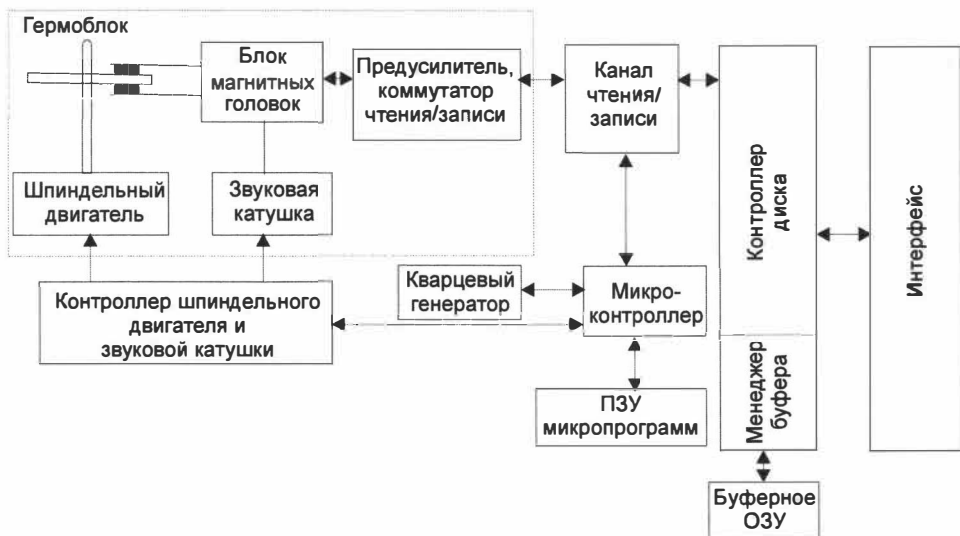 Гермоблок
Блок
магнитных
головок
Предусилитель,
коммутатор
чтения/записи
Канал
чтения/
записи
Контроллер
диска
Интерфейс
Шпиндельный
двигатель
Звуковая
катушка
Кварцевый
генератор
Микро-
контроллер
Контроллер шпиндельного
двигателя и
звуковой катушки
Менеджер
буфера
ПЗУ
микропрограмм
Буферное
ОЗУ